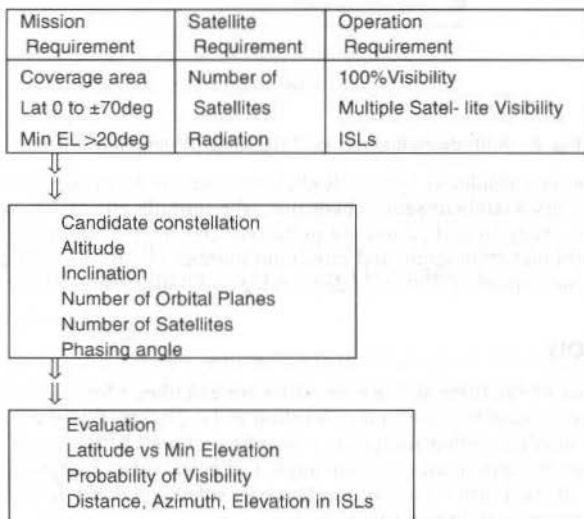 Mission Requirement
Satellite Requirement
Operation Requirement
Coverage area
Lat 0 to ±70deg
Min EL >20deg
Number of
Satellites
Radiation
100%Visibility
Multiple Satel- lite Visibility
ISLs
Candidate constellation
Altitude
Inclination
Number of Orbital Planes
Number of Satellites
Phasing angle
Evaluation
Latitude vs Min Elevation
Probability of Visibility
Distance, Azimuth, Elevation in ISLs